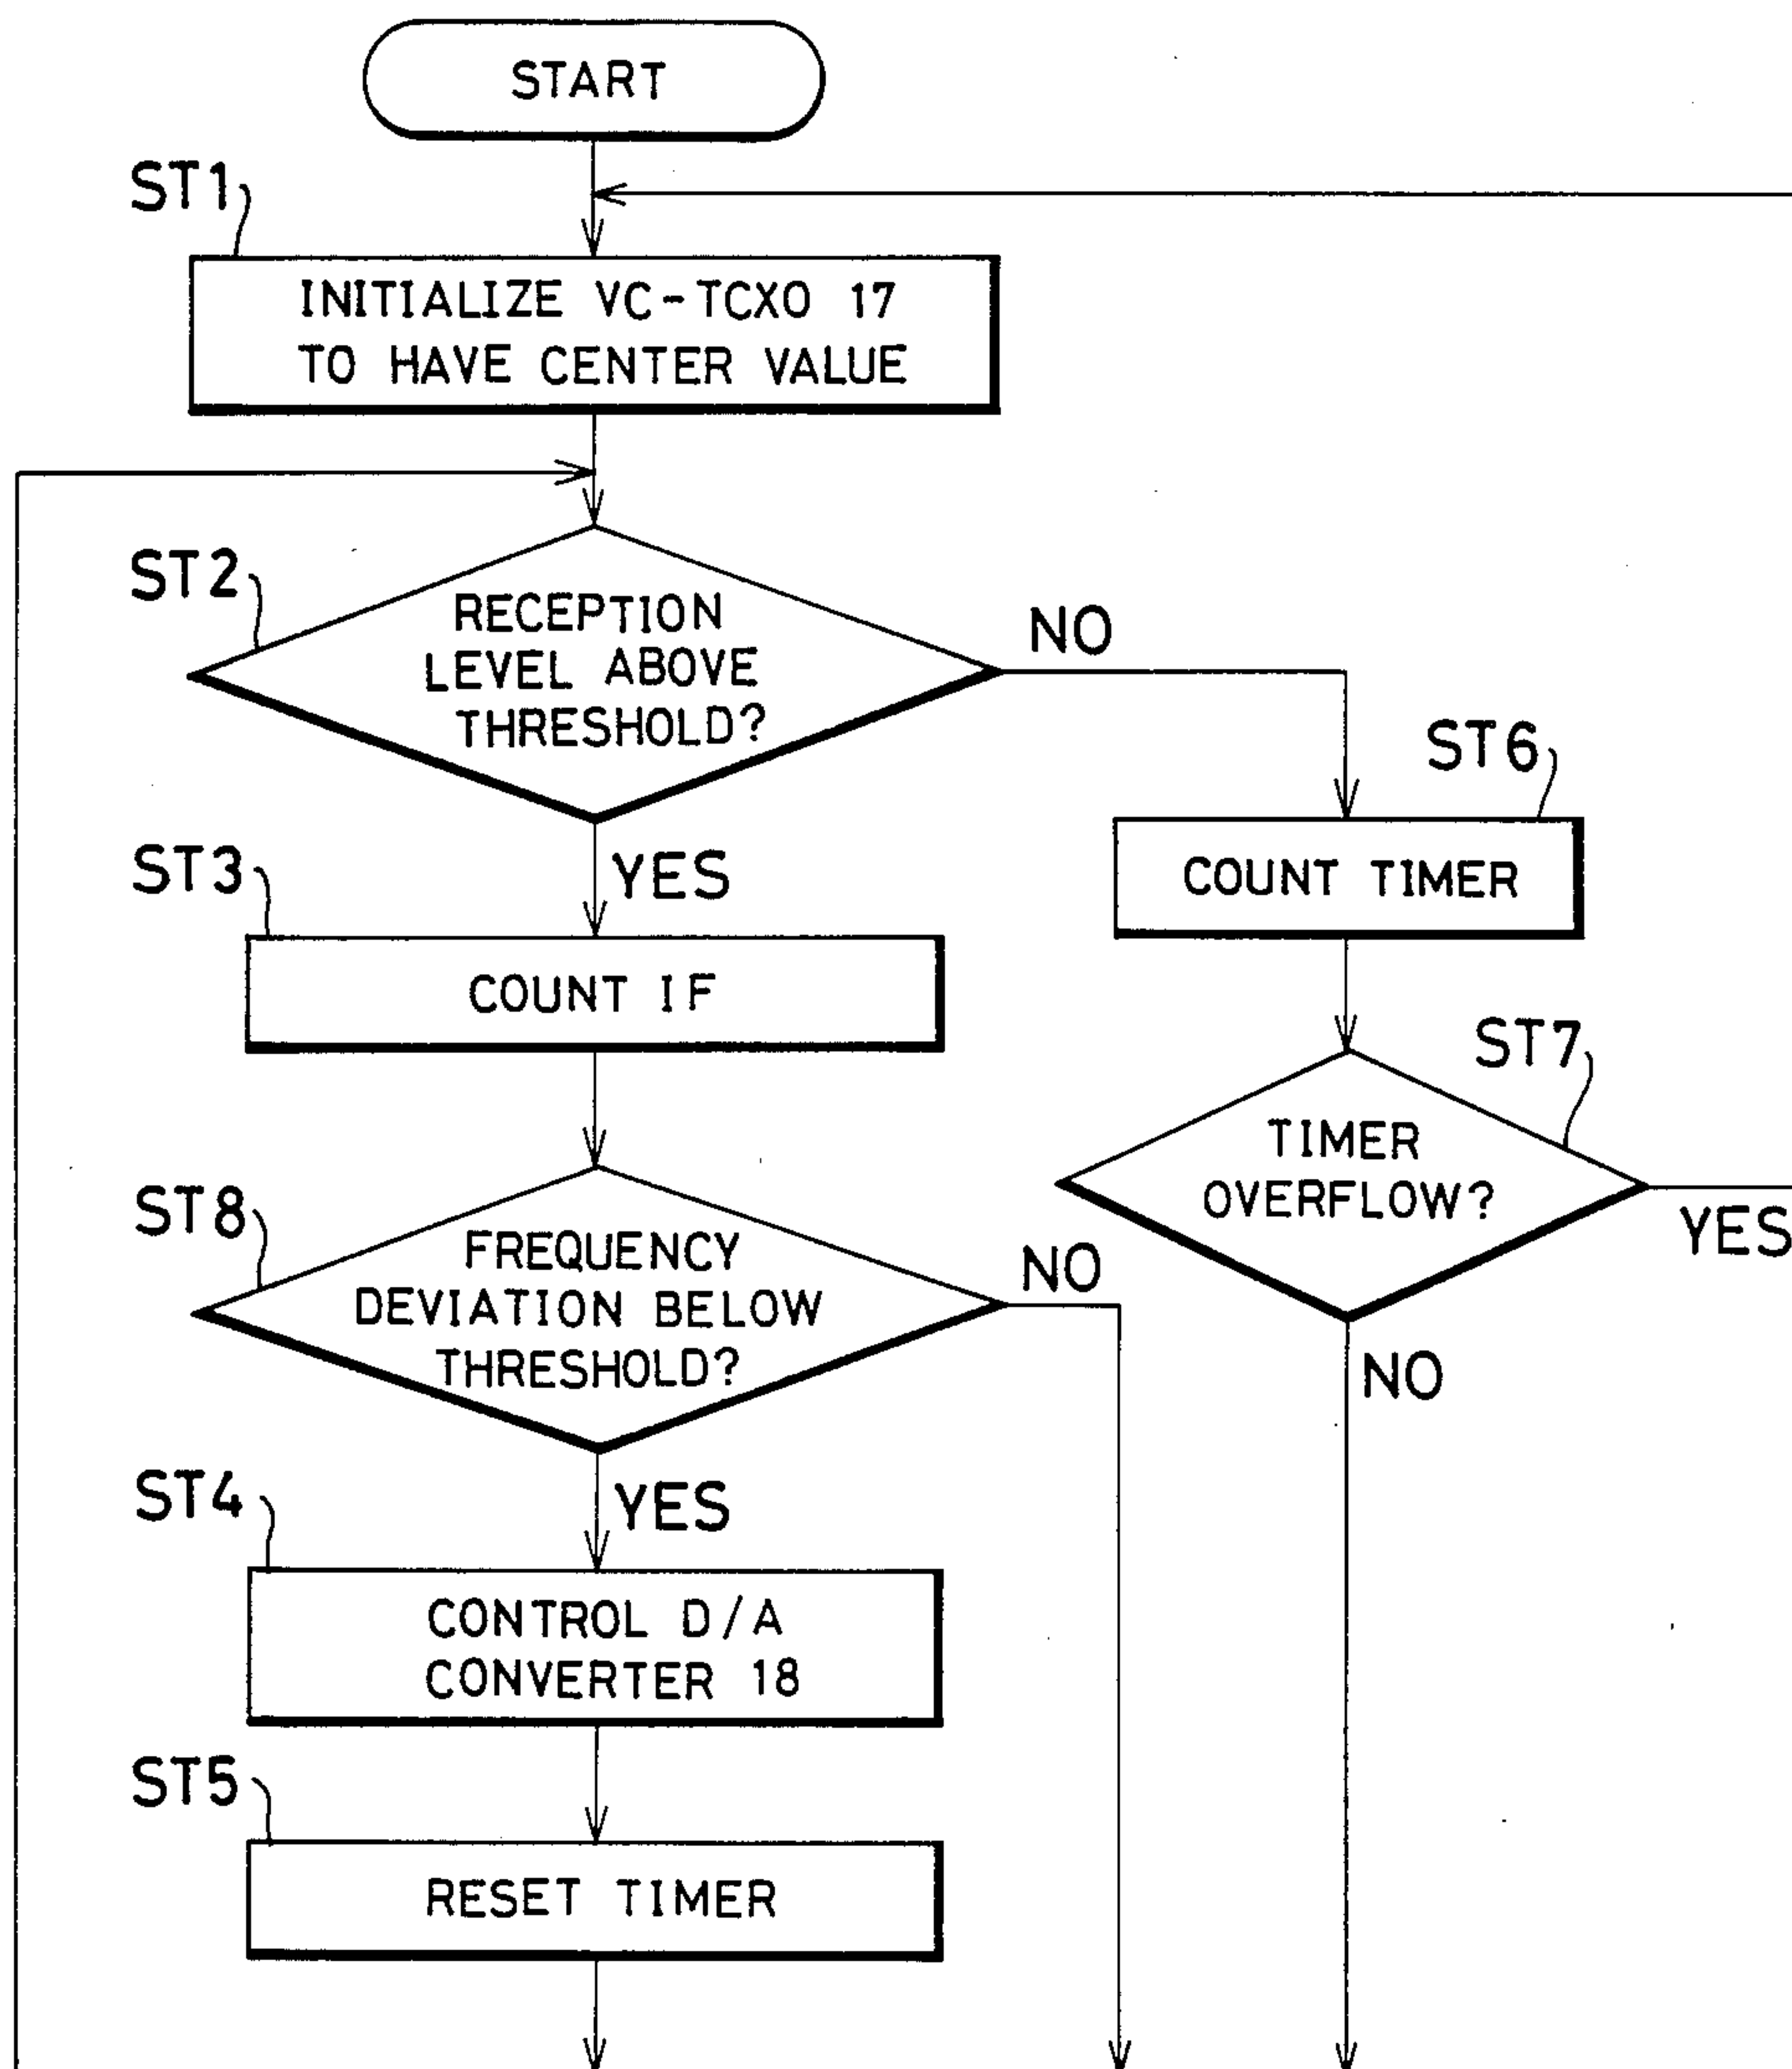 START
ST1
INITIALIZE VC-TCXO 17
TO HAVE CENTER VALUE
ST2
RECEPTION
LEVEL ABOVE
THRESHOLD?
NO
YES
ST6
COUNT TIMER
ST3
COUNT IF
ST7
TIMER
OVERFLOW?
YES
NO
ST8
FREQUENCY
DEVIATION BELOW
THRESHOLD?
NO
YES
ST4
CONTROL D/A
CONVERTER 18
ST5
RESET TIMER